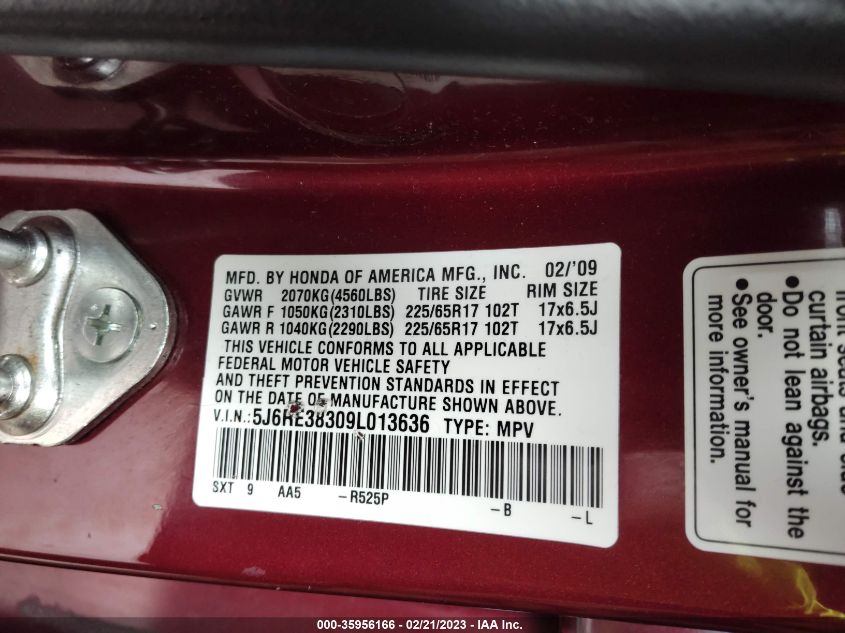 MFD. BY HONDA OF AMERICA MFG., INC. 02/'09
GVWR 2070KG(4560LBS) TIRE SIZE RIM SIZE
GAWR F 1050KG(2310LBS) 225/65R17 102T 17x6.5J
GAWR R 1040KG(2290LBS) 225/65R17 102T 17x6.5J
THIS VEHICLE CONFORMS TO ALL APPLICABLE
FEDERAL MOTOR VEHICLE SAFETY
AND THEFT PREVENTION STANDARDS IN EFFECT
ON THE DATE OF MANUFACTURE SHOWN ABOVE.
V.I.N.: 5J6RE38309L013636 TYPE: MPV
SXT 9 AA5 -R525P -B -L
front seats and side
curtain airbags.
• Do not lean against the
door.
• See owner's manual for
more information.
000-35956166 - 02/21/2023 - IAA Inc.